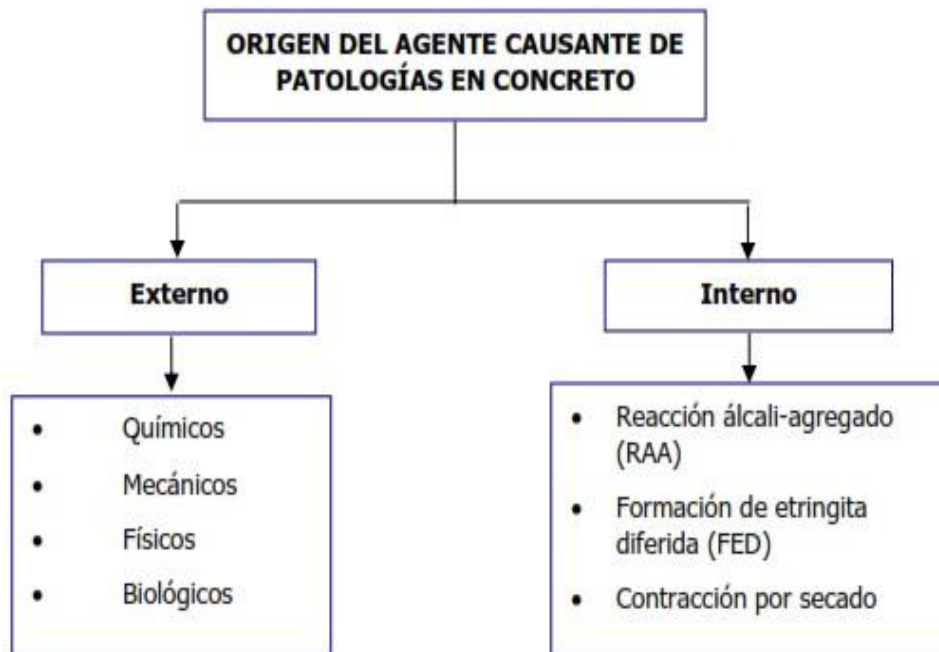 ORIGEN DEL AGENTE CAUSANTE DE
PATOLOGÍAS EN CONCRETO
Externo
Interno
• Químicos
• Mecánicos
• Físicos
• Biológicos
• Reacción álcali-agregado
(RAA)
• Formación de etringita
diferida (FED)
• Contracción por secado